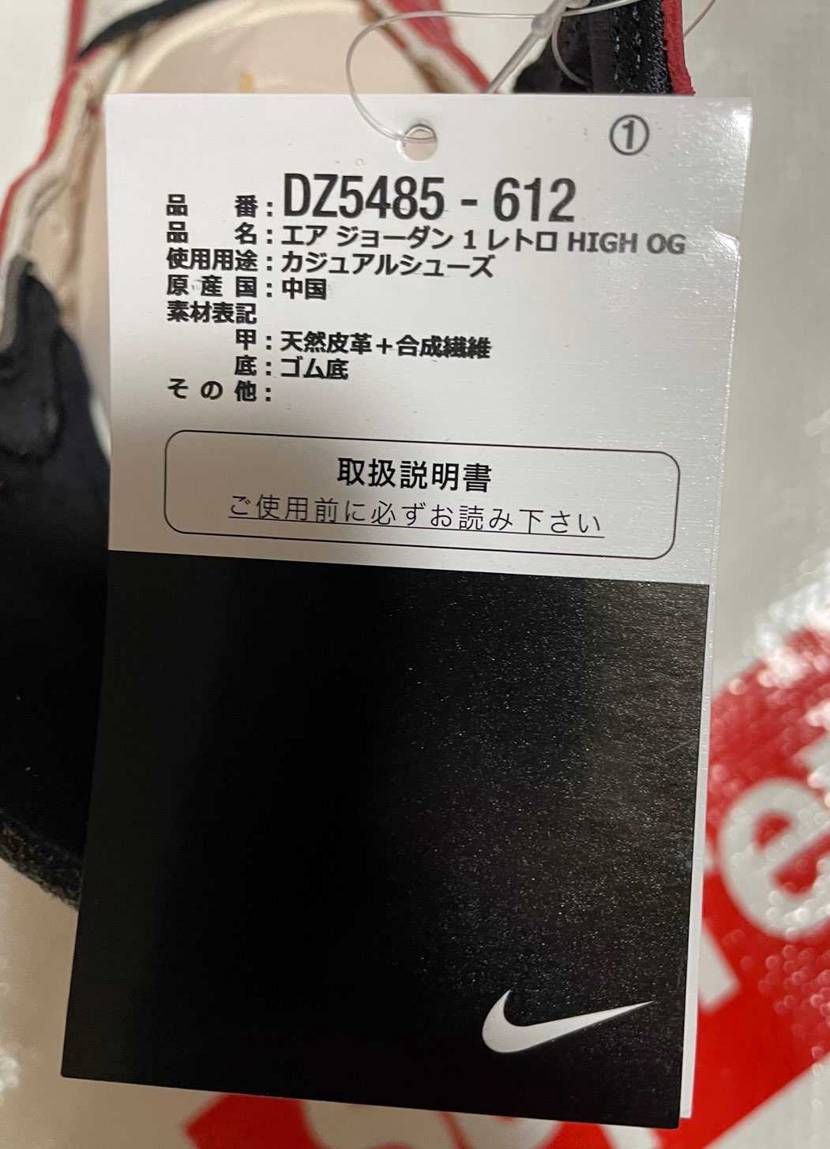 ①
品 番：DZ5485 - 612
品 名：エア ジョーダン 1 レトロ HIGH OG
使用用途：カジュアルシューズ
原 産 国：中国
素材表記
甲：天然皮革＋合成繊維
底：ゴム底
そ の 他：
取扱説明書
ご使用前に必ずお読み下さい